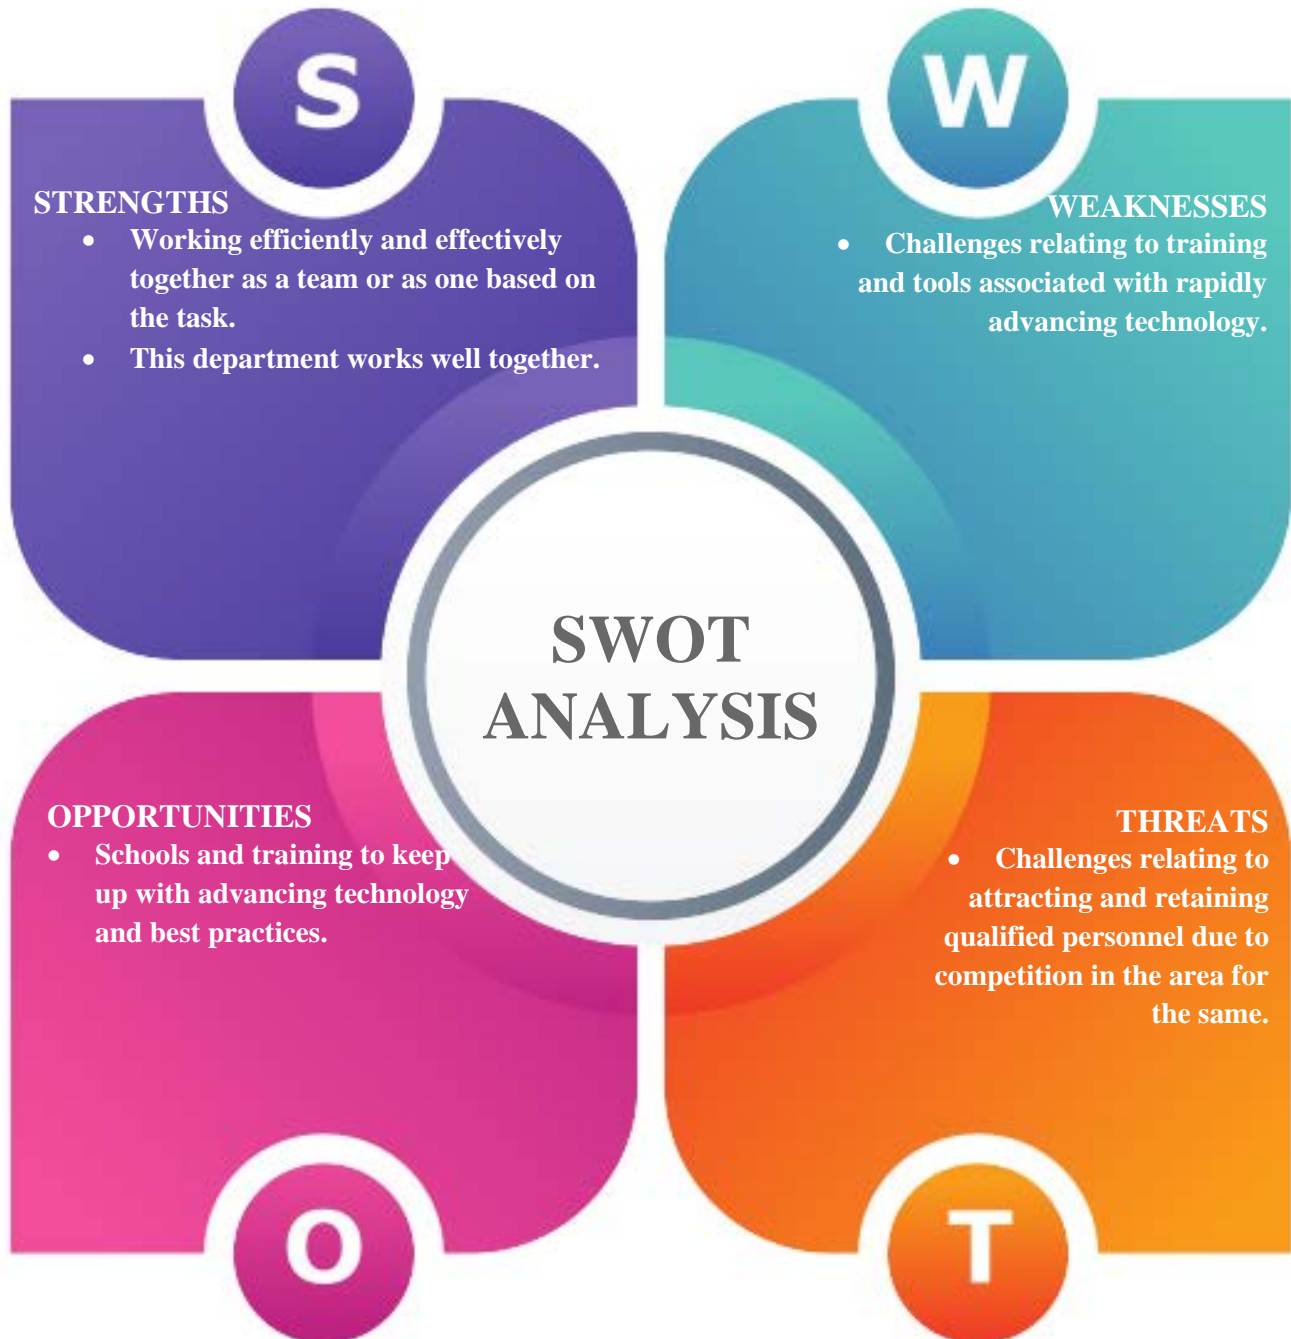 S
STRENGTHS
• Working efficiently and effectively
together as a team or as one based on
the task.
• This department works well together.
W
WEAKNESSES
• Challenges relating to training
and tools associated with rapidly
advancing technology.
SWOT
ANALYSIS
OPPORTUNITIES
• Schools and training to keep
up with advancing technology
and best practices.
O
THREATS
• Challenges relating to
attracting and retaining
qualified personnel due to
competition in the area for
the same.
T